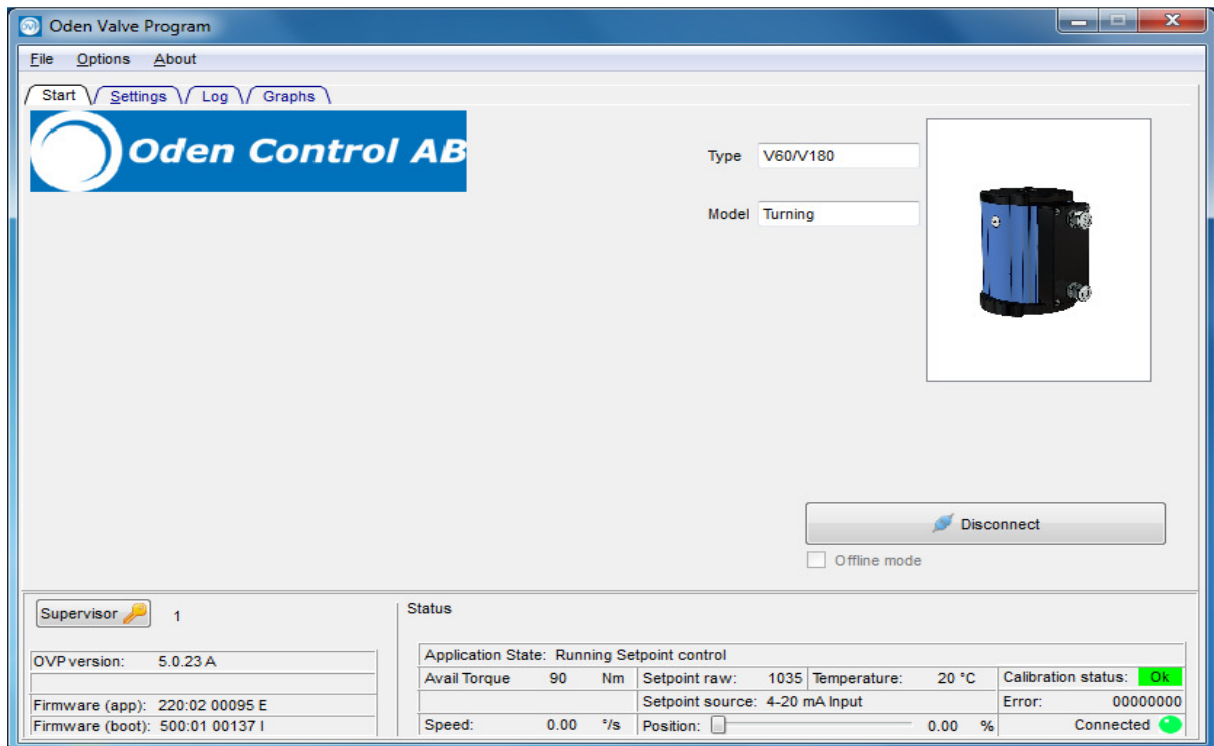 OVP Oden Valve Program
File Options About
Start Settings Log Graphs
Oden Control AB
Type V60/V180
Model Turning
Disconnect
Offline mode
Supervisor 1
Status
OVP version: 5.0.23 A
Firmware (app): 220:02 00095 E
Firmware (boot): 500:01 00137 I
Application State: Running Setpoint control
Avail Torque 90 Nm Setpoint raw: 1035 Temperature: 20 °C Calibration status: Ok
Setpoint source: 4-20 mA Input Error: 00000000
Speed: 0.00 °/s Position: 0.00 % Connected